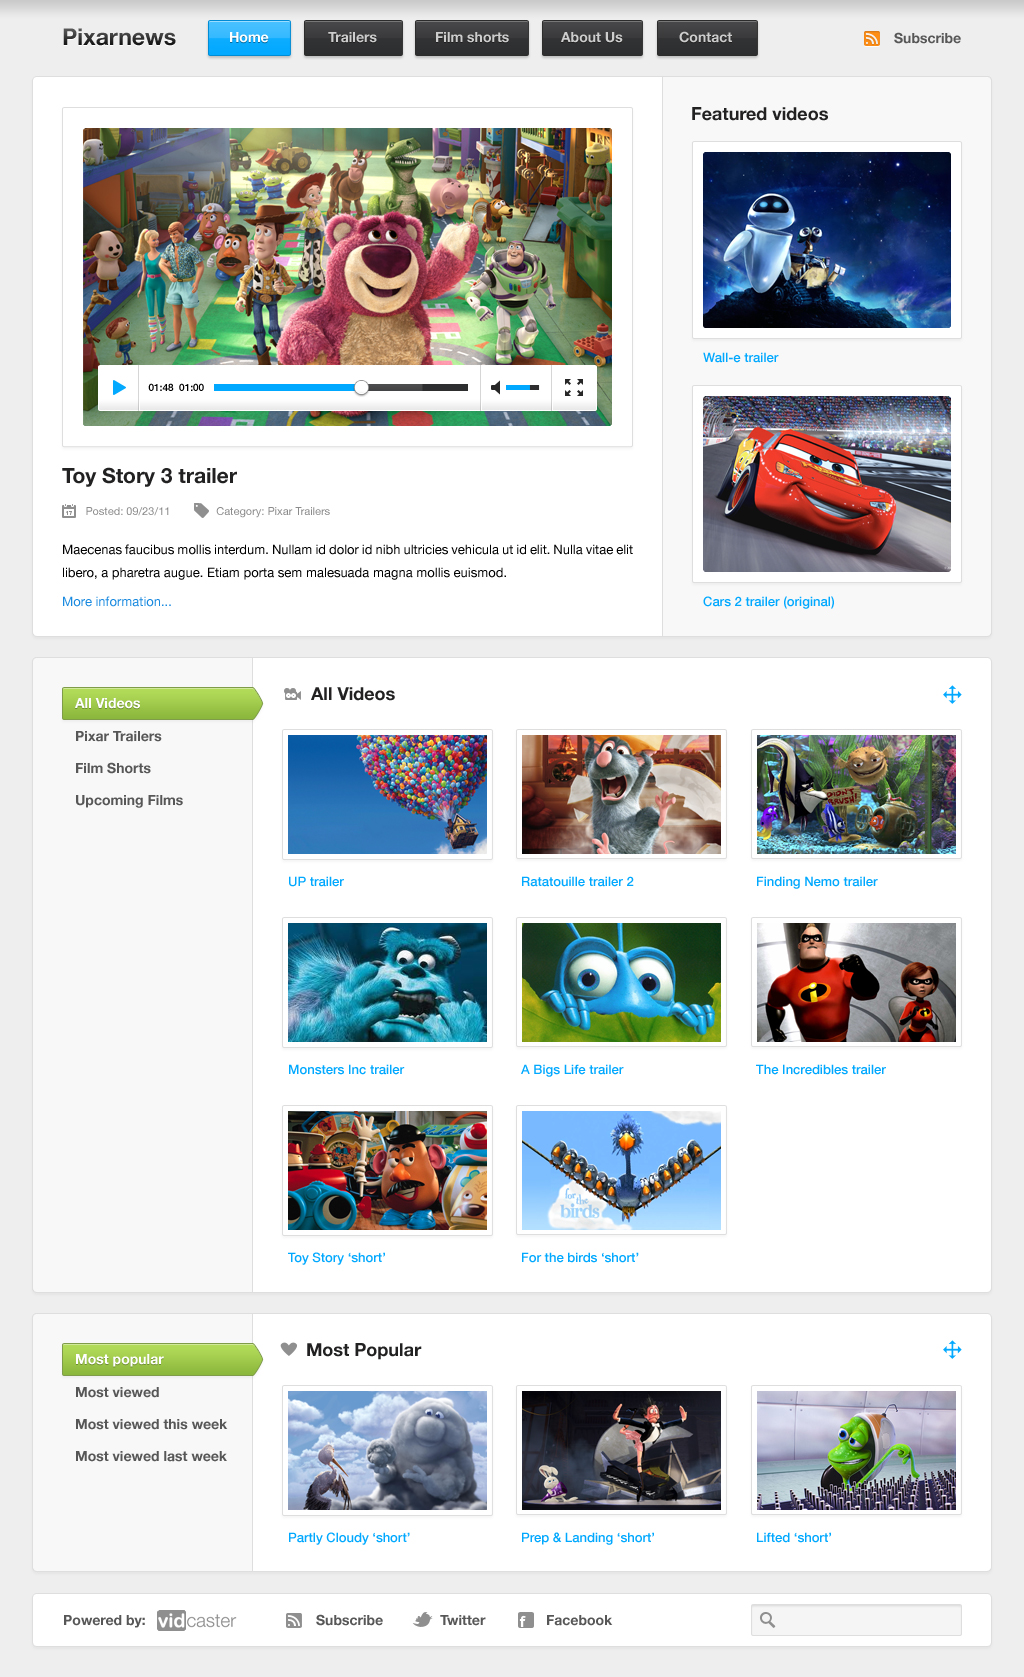 Pixarnews
Home
Trailers
Film shorts
About Us
Contact
Subscribe
Featured videos
Wall-e trailer
Cars 2 trailer (original)
01:48 01:00
Toy Story 3 trailer
Posted: 09/23/11
Category: Pixar Trailers
Maecenas faucibus mollis interdum. Nullam id dolor id nibh ultricies vehicula ut id elit. Nulla vitae elit
libero, a pharetra augue. Etiam porta sem malesuada magna mollis euismod.
More information...
All Videos
Pixar Trailers
Film Shorts
Upcoming Films
All Videos
DIDN'T
BRUSH!
UP trailer
Ratatouille trailer 2
Finding Nemo trailer
Monsters Inc trailer
A Bigs Life trailer
The Incredibles trailer
for
the
birds
Toy Story ‘short’
For the birds ‘short’
Most popular
Most viewed
Most viewed this week
Most viewed last week
Most Popular
Partly Cloudy ‘short’
Prep & Landing ‘short’
Lifted ‘short’
Powered by: vidcaster
Subscribe
Twitter
Facebook